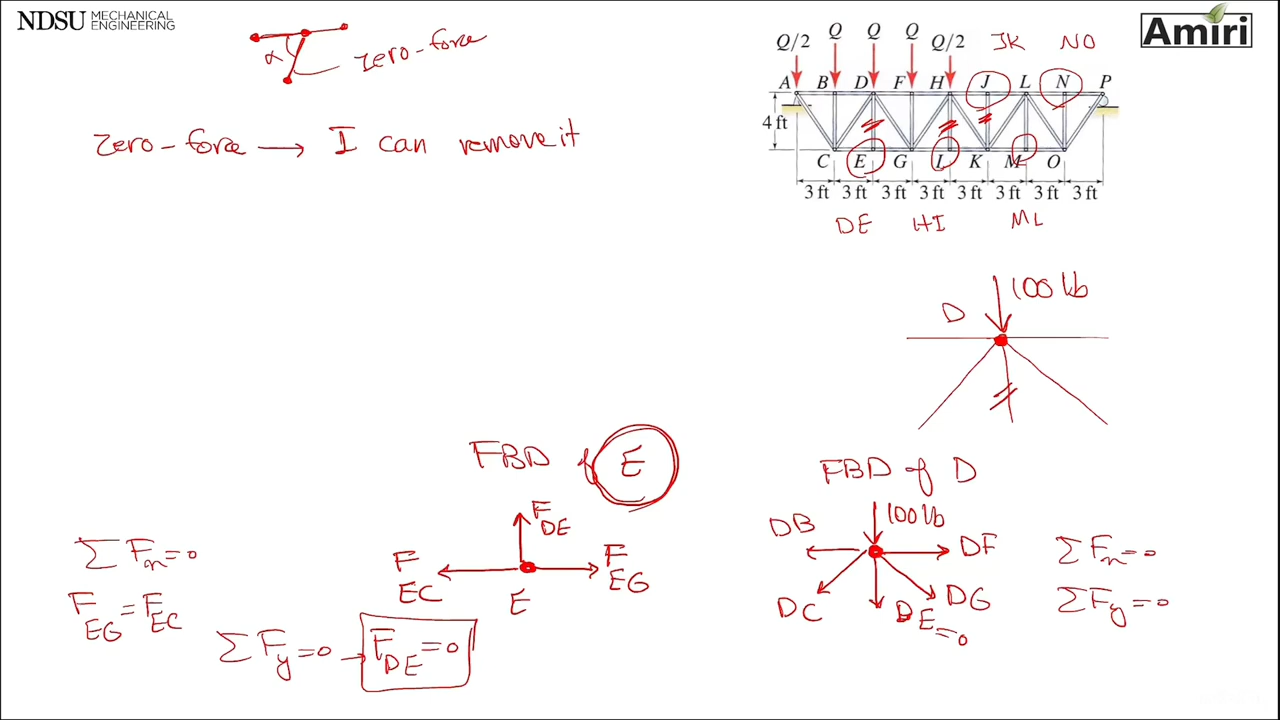 NDSU MECHANICAL
ENGINEERING
Amiri
α
zero-force
zero-force → I can remove it
Q/2 Q Q Q Q/2 JK NO
A B D F H J L N P
4 ft
C E G I K M O
3 ft 3 ft 3 ft 3 ft 3 ft 3 ft 3 ft 3 ft
DE HI ML
D 100 lb
FBD of E
F DE
F EC
F EG
E
ΣFx=0
F EG = F EC
ΣFy=0 → F DE =0
FBD of D
100 lb
DB DF
DC DE =0 DG
ΣFx=0
ΣFy=0